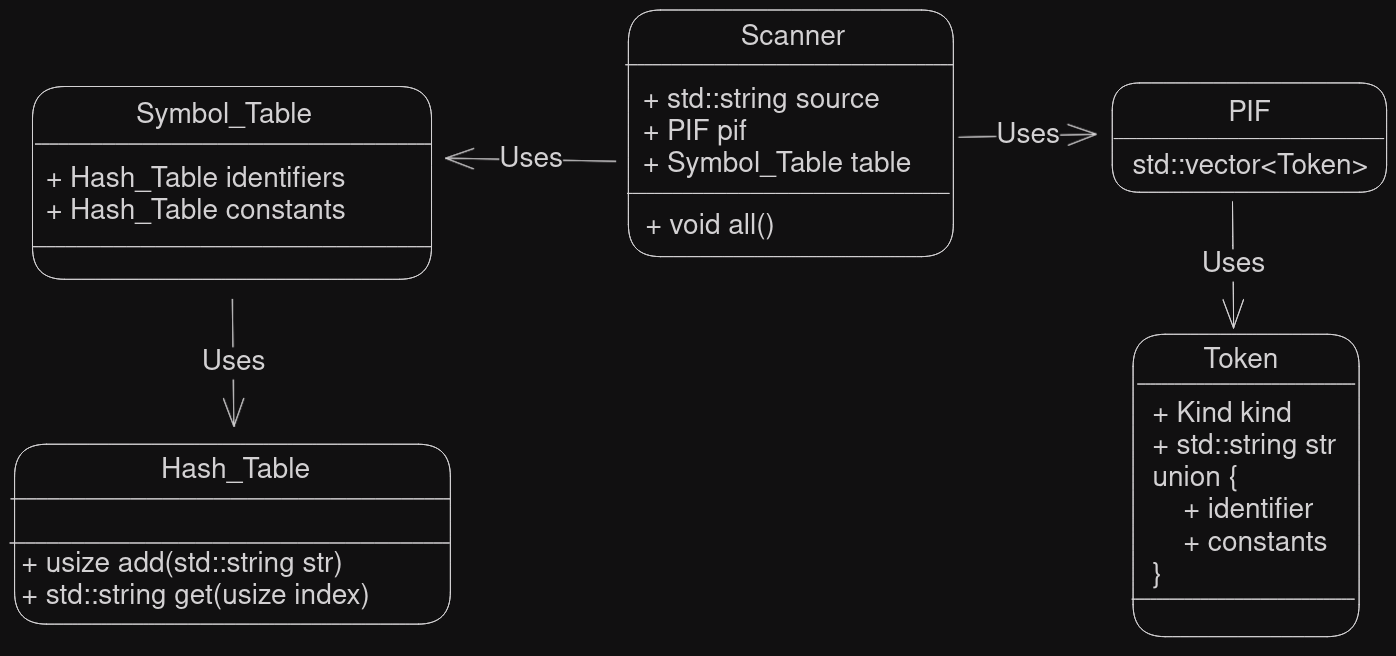 Scanner
+ std::string source
+ PIF pif
+ Symbol_Table table
+ void all()
Uses
Symbol_Table
+ Hash_Table identifiers
+ Hash_Table constants
Uses
Hash_Table
+ usize add(std::string str)
+ std::string get(usize index)
Uses
PIF
std::vector<Token>
Uses
Token
+ Kind kind
+ std::string str
union {
+ identifier
+ constants
}